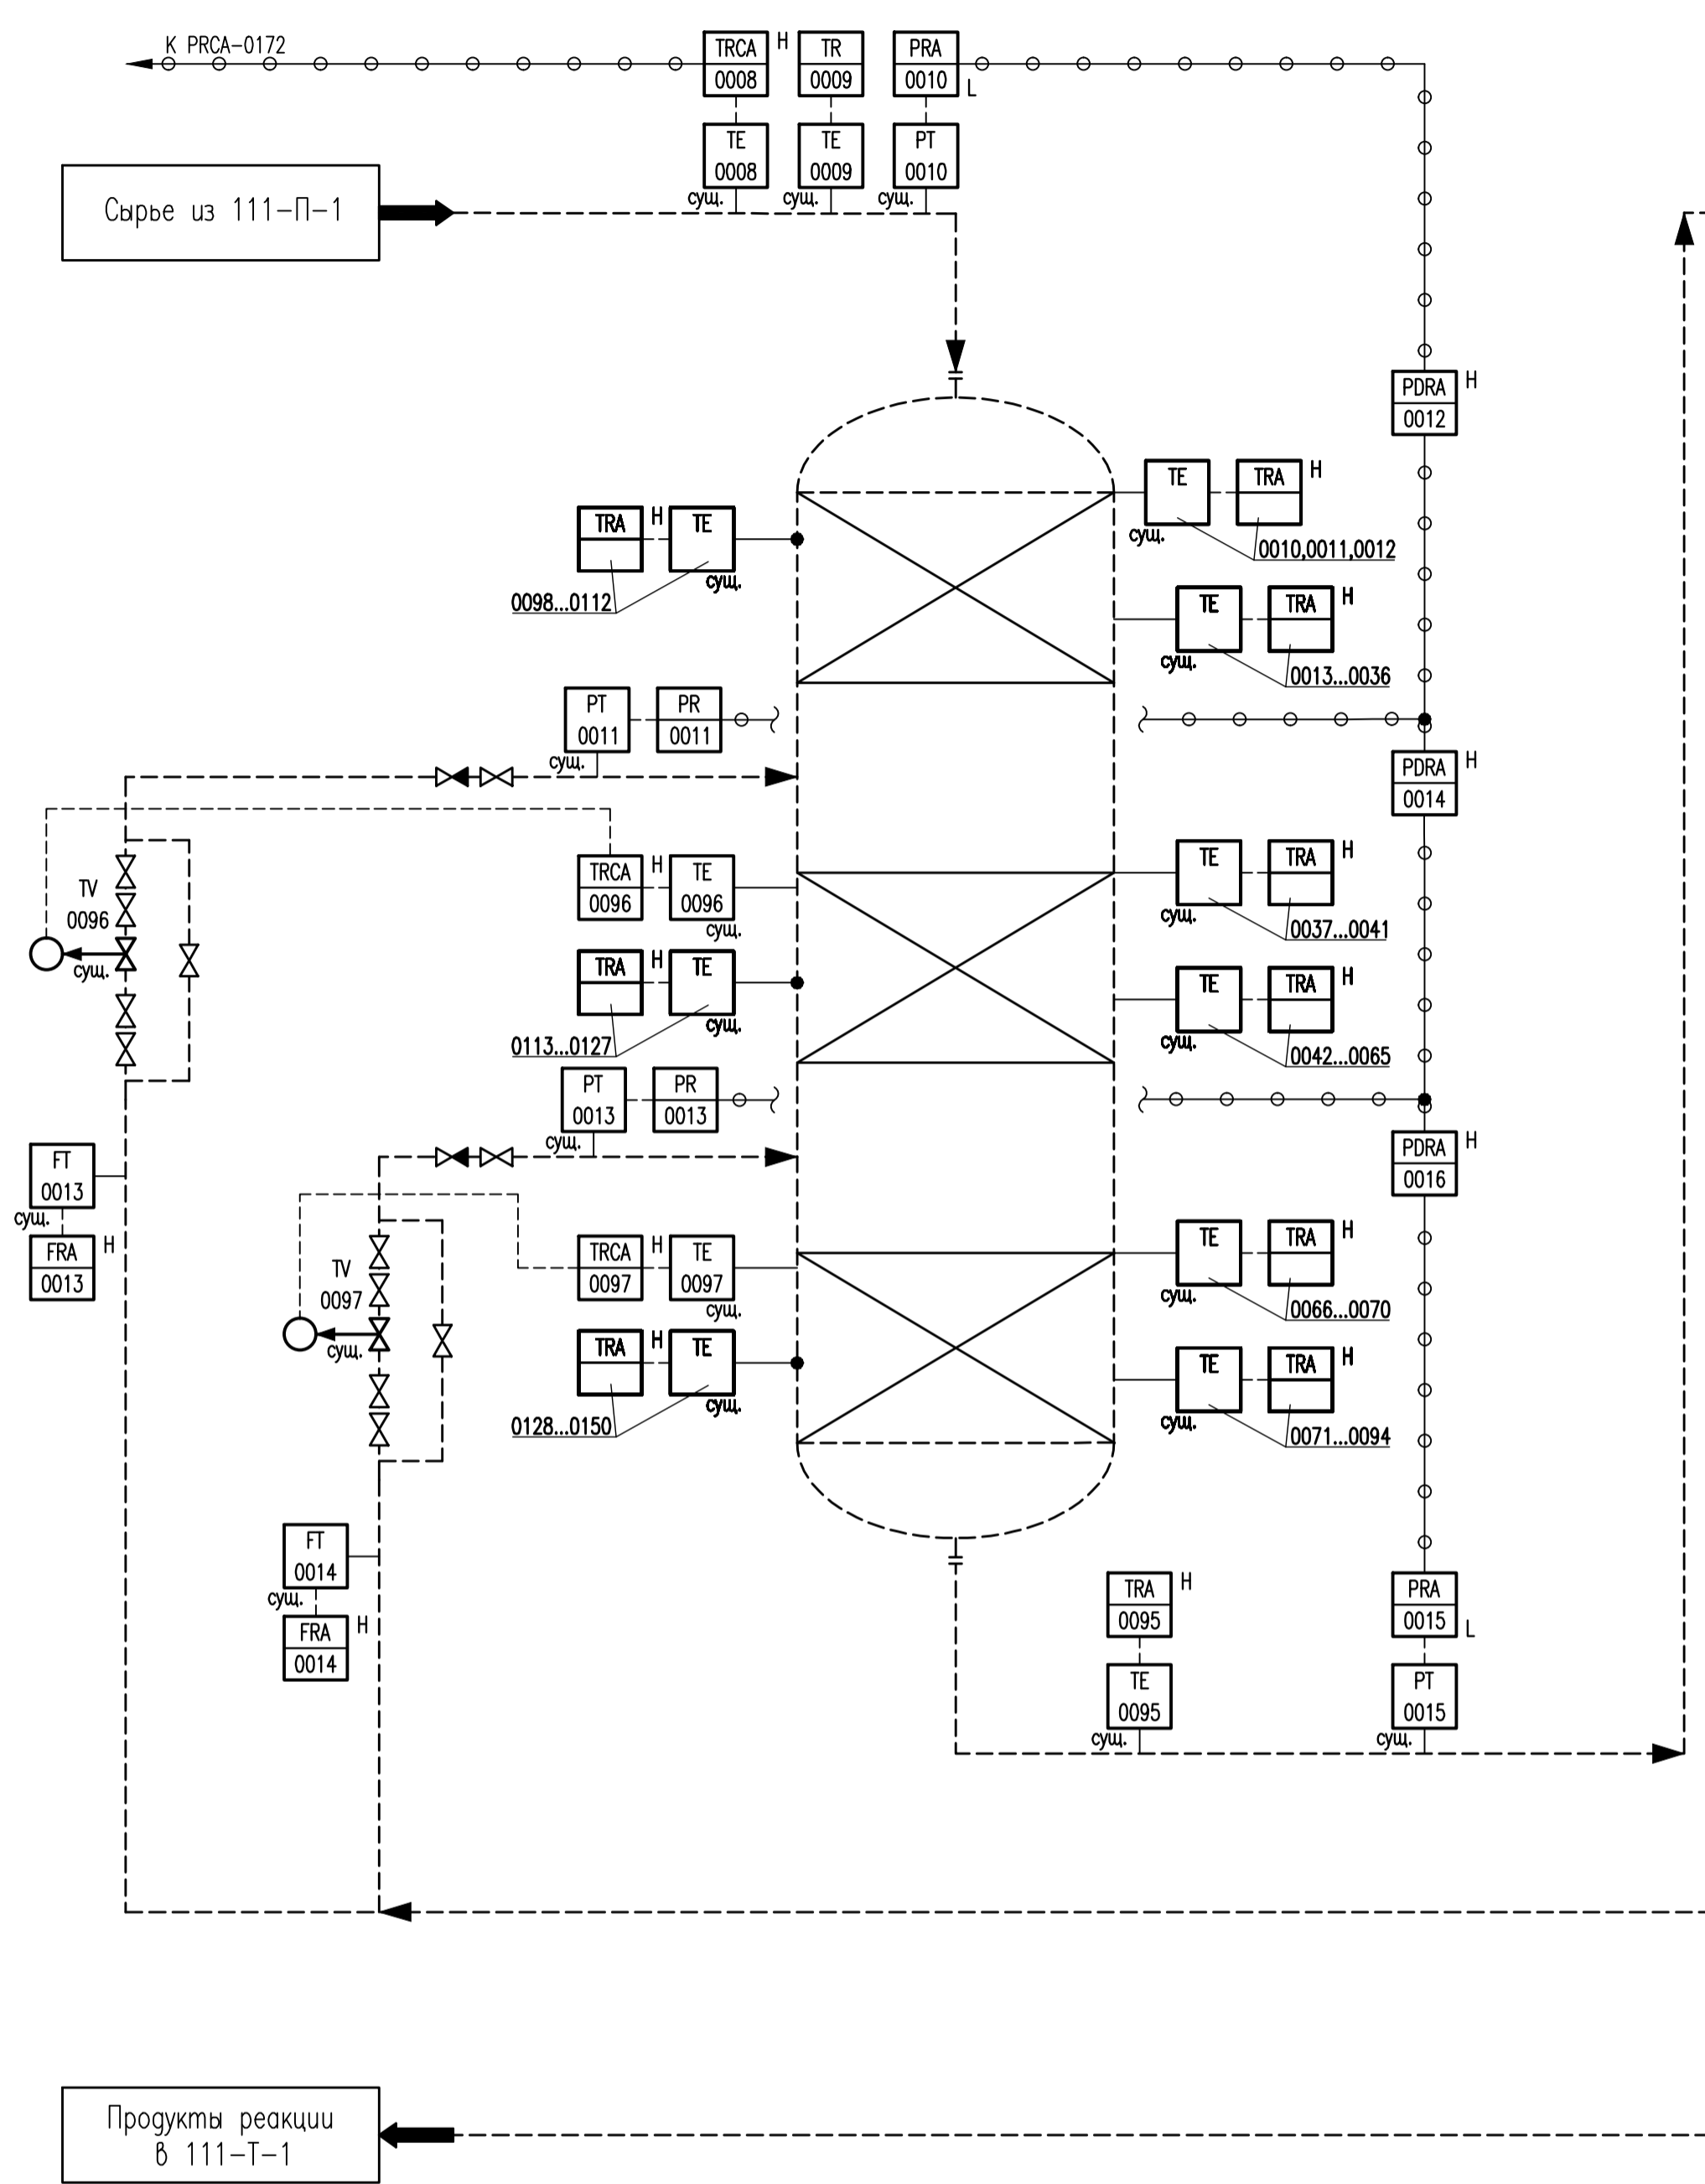 К PRCA-0172
TRCA
0008
H
TR
0009
PRA
0010
L
TE
0008
сущ.
TE
0009
сущ.
PT
0010
сущ.
Сырье из 111-П-1
PDRA
0012
H
TE
сущ.
TRA
H
0010,0011,0012
TRA
H
TE
сущ.
0098...0112
TE
сущ.
TRA
H
0013...0036
PT
0011
сущ.
PR
0011
PDRA
0014
H
TRCA
0096
H
TE
0096
сущ.
TE
сущ.
TRA
H
0037...0041
TV
0096
сущ.
TRA
H
TE
сущ.
0113...0127
TE
сущ.
TRA
H
0042...0065
PT
0013
сущ.
PR
0013
FT
0013
сущ.
FRA
0013
H
PDRA
0016
H
TRCA
0097
H
TE
0097
сущ.
TE
сущ.
TRA
H
0066...0070
TV
0097
сущ.
TRA
H
TE
сущ.
0128...0150
TE
сущ.
TRA
H
0071...0094
FT
0014
сущ.
FRA
0014
H
TRA
0095
H
PRA
0015
L
TE
0095
сущ.
PT
0015
сущ.
Продукты реакции
в 111-Т-1